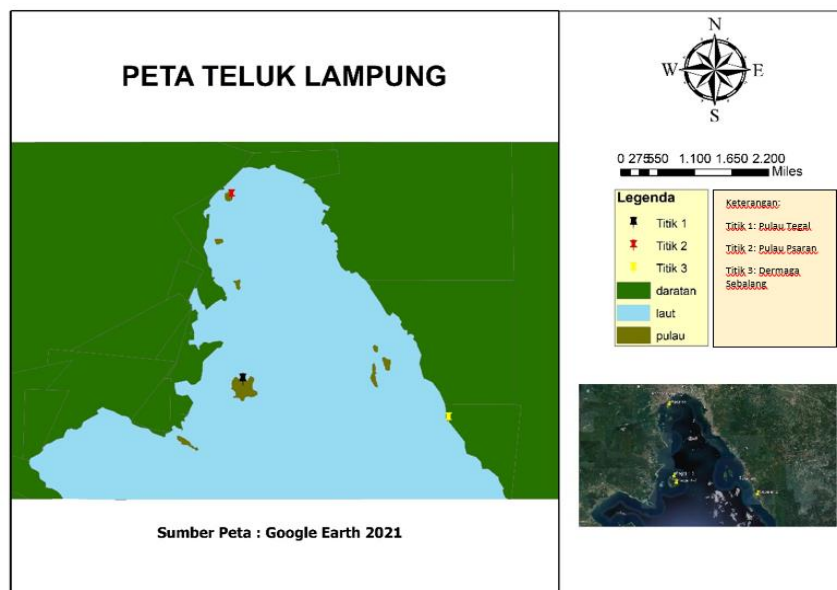 PETA TELUK LAMPUNG
Sumber Peta : Google Earth 2021
N
W E
S
0 275550 1.100 1.650 2.200
Miles
Legenda
Titik 1
Titik 2
Titik 3
daratan
laut
pulau
Keterangan:
Titik 1: Pulau Tegal
Titik 2: Pulau Psaran
Titik 3: Dermaga
Sebalang